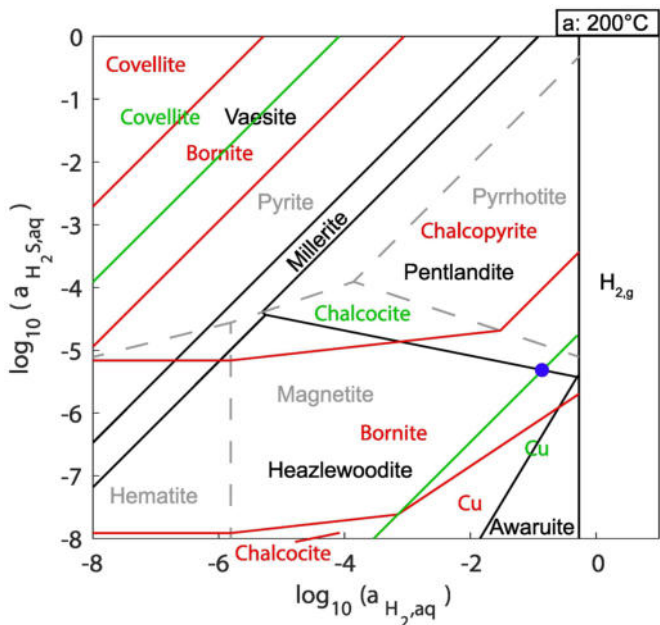 a: 200°C
0
Covellite
-1
Covellite
Vaesite
Bornite
-2
Pyrite
Pyrrhotite
-3
Millerite
Chalcopyrite
Pentlandite
H2,g
-4
Chalcocite
-5
Magnetite
-6
Bornite
Heazlewoodite
Cu
-7
Hematite
Cu
Awaruite
-8
Chalcocite
-8
-6
-4
-2
0
log10 (a H2,aq)
log10 (a H2S,aq)